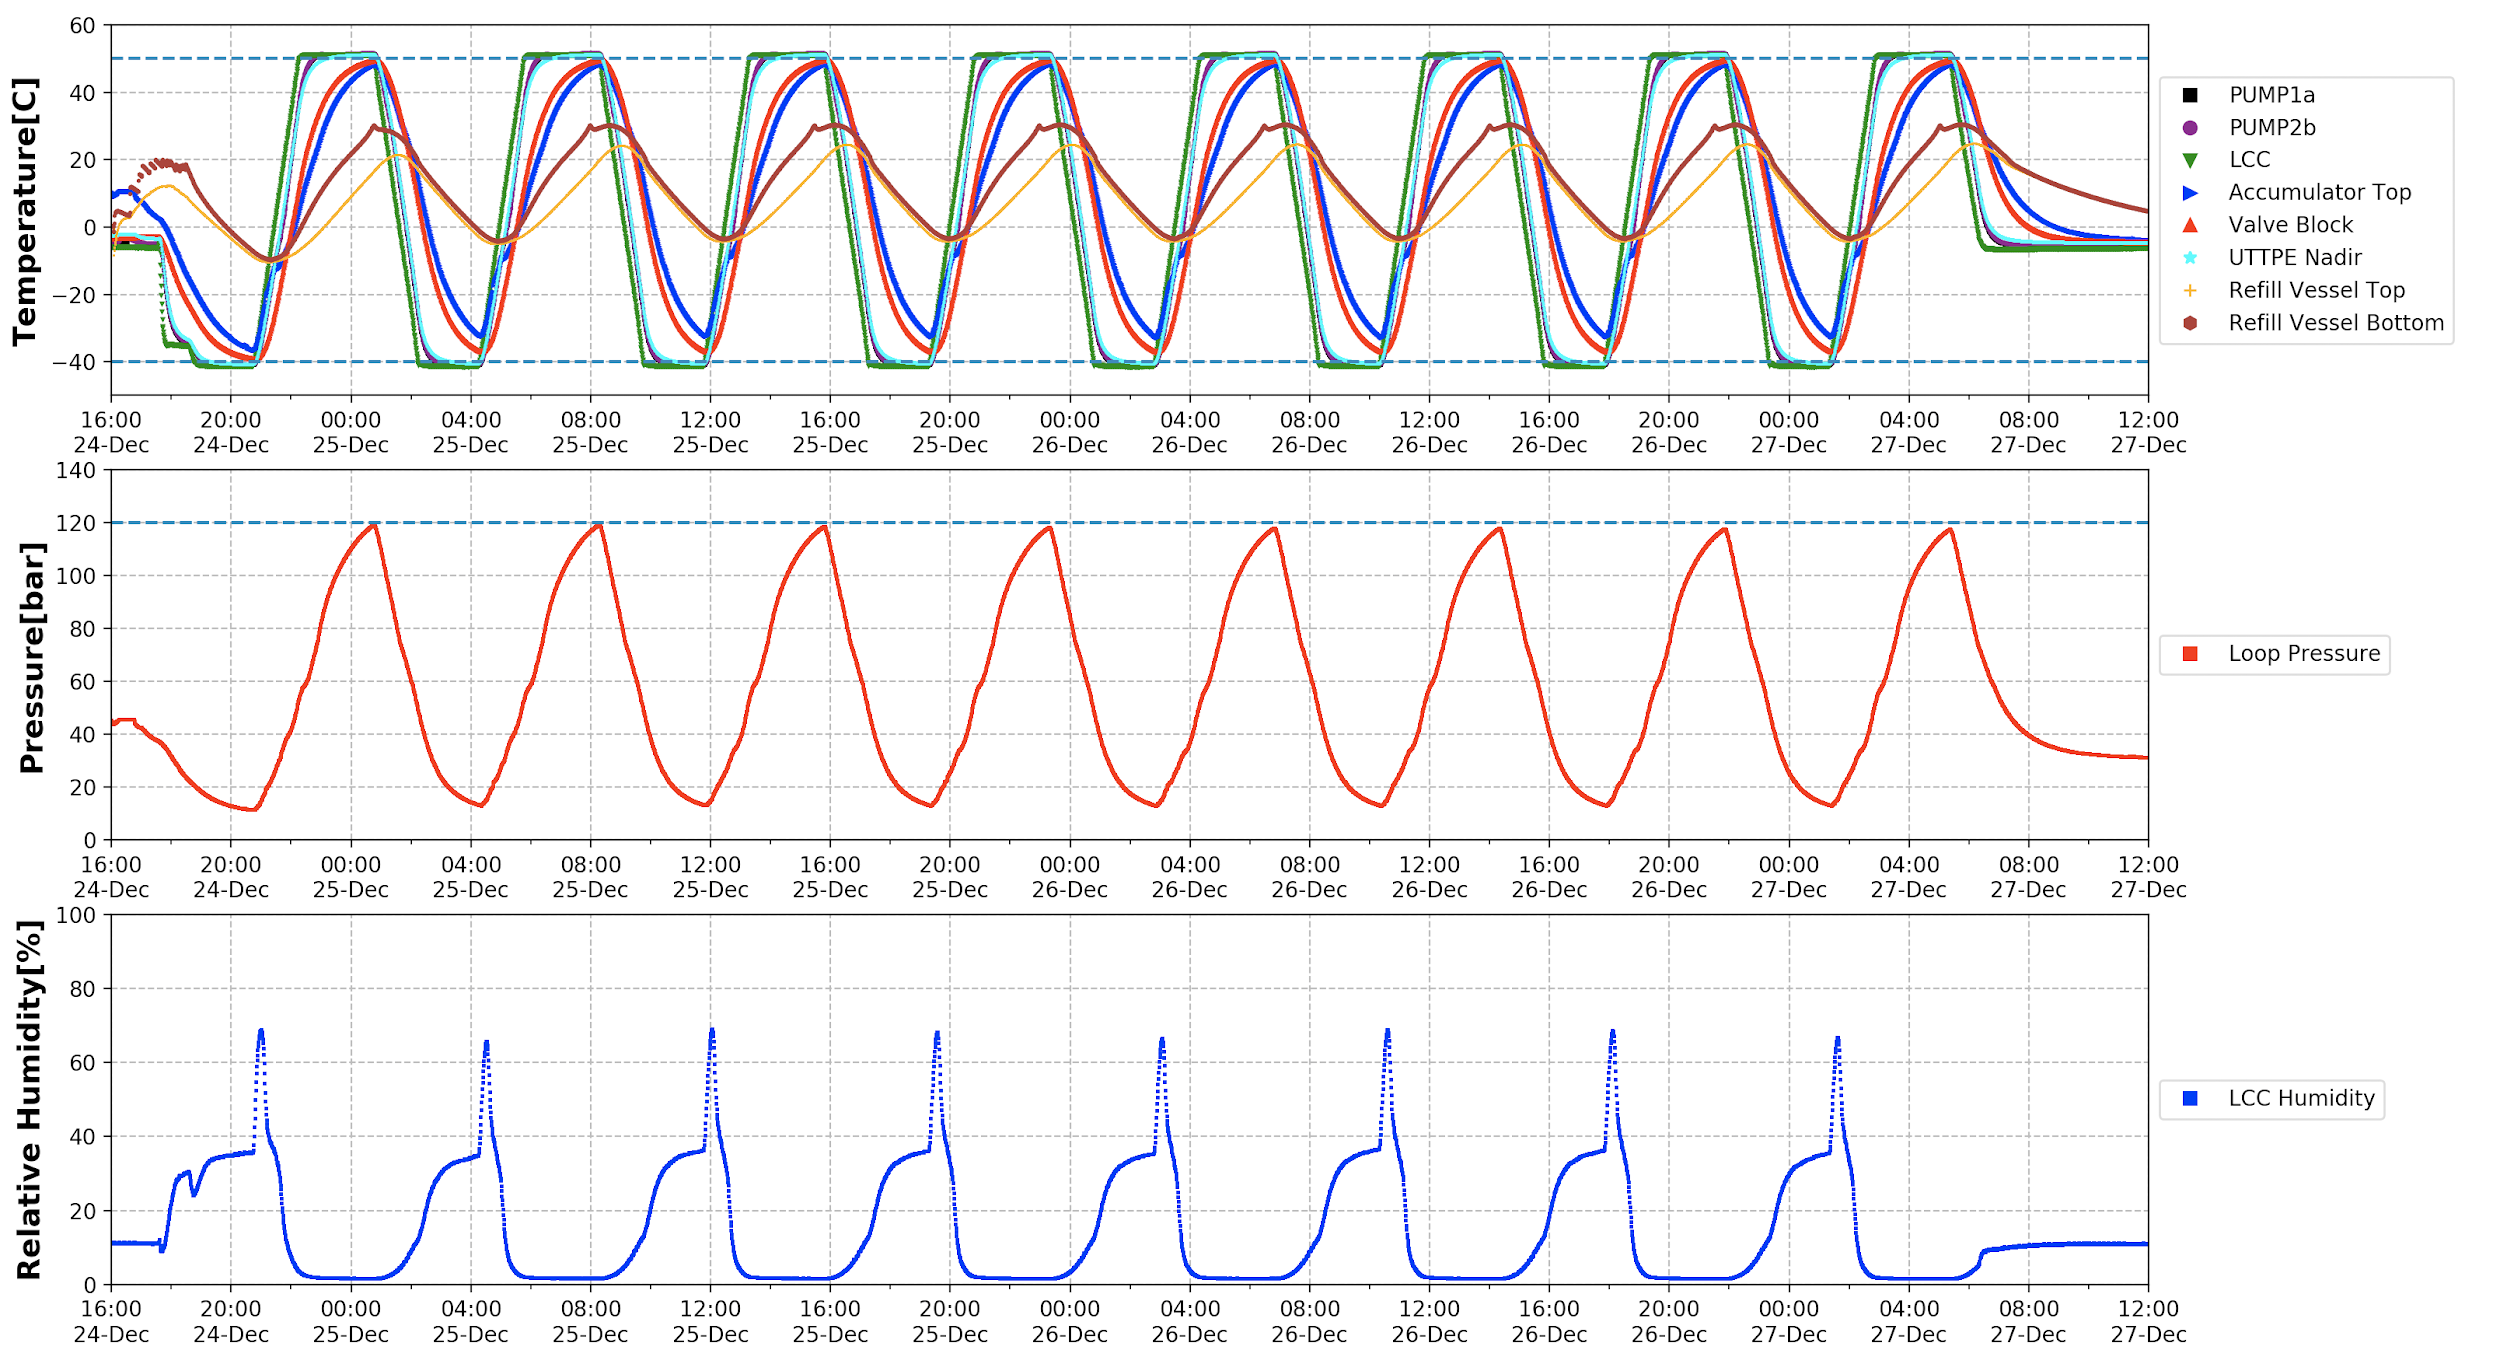 Temperature[C]
60
40
20
0
−20
−40
16:00 20:00 00:00 04:00 08:00 12:00 16:00 20:00 00:00 04:00 08:00 12:00 16:00 20:00 00:00 04:00 08:00 12:00
24-Dec 24-Dec 25-Dec 25-Dec 25-Dec 25-Dec 25-Dec 25-Dec 26-Dec 26-Dec 26-Dec 26-Dec 26-Dec 26-Dec 27-Dec 27-Dec 27-Dec 27-Dec
PUMP1a
PUMP2b
LCC
Accumulator Top
Valve Block
UTTPE Nadir
Refill Vessel Top
Refill Vessel Bottom
Pressure[bar]
140
120
100
80
60
40
20
0
16:00 20:00 00:00 04:00 08:00 12:00 16:00 20:00 00:00 04:00 08:00 12:00 16:00 20:00 00:00 04:00 08:00 12:00
24-Dec 24-Dec 25-Dec 25-Dec 25-Dec 25-Dec 25-Dec 25-Dec 26-Dec 26-Dec 26-Dec 26-Dec 26-Dec 26-Dec 27-Dec 27-Dec 27-Dec 27-Dec
Loop Pressure
Relative Humidity[%]
100
80
60
40
20
0
16:00 20:00 00:00 04:00 08:00 12:00 16:00 20:00 00:00 04:00 08:00 12:00 16:00 20:00 00:00 04:00 08:00 12:00
24-Dec 24-Dec 25-Dec 25-Dec 25-Dec 25-Dec 25-Dec 25-Dec 26-Dec 26-Dec 26-Dec 26-Dec 26-Dec 26-Dec 27-Dec 27-Dec 27-Dec 27-Dec
LCC Humidity